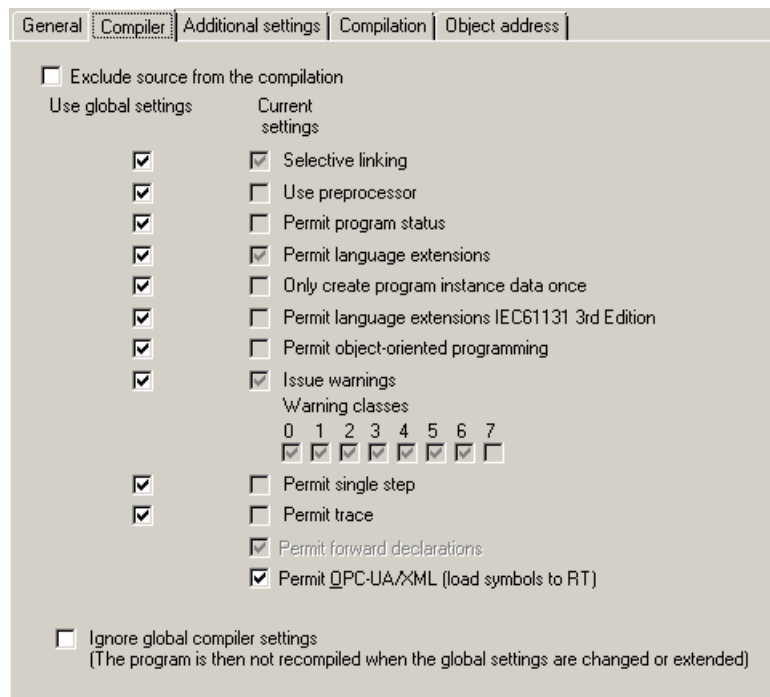 General Compiler Additional settings Compilation Object address
Exclude source from the compilation
Use global settings Current
settings
Selective linking
Use preprocessor
Permit program status
Permit language extensions
Only create program instance data once
Permit language extensions IEC61131 3rd Edition
Permit object-oriented programming
Issue warnings
Warning classes
0 1 2 3 4 5 6 7
Permit single step
Permit trace
Permit forward declarations
Permit OPC-UA/XML (load symbols to RT)
Ignore global compiler settings
(The program is then not recompiled when the global settings are changed or extended)